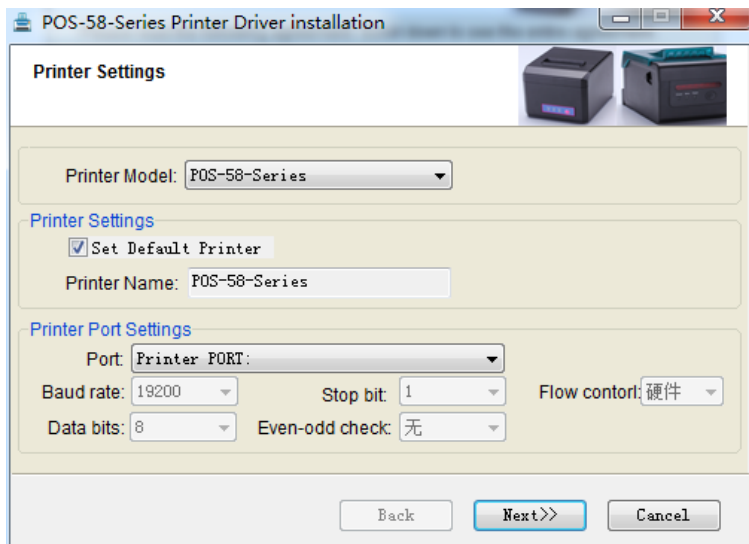 POS-58-Series Printer Driver installation
Printer Settings
Printer Model: POS-58-Series
Printer Settings
Set Default Printer
Printer Name: POS-58-Series
Printer Port Settings
Port: Printer PORT:
Baud rate: 19200 Stop bit: 1 Flow contorl: 硬件
Data bits: 8 Even-odd check: 无
Back Next>> Cancel